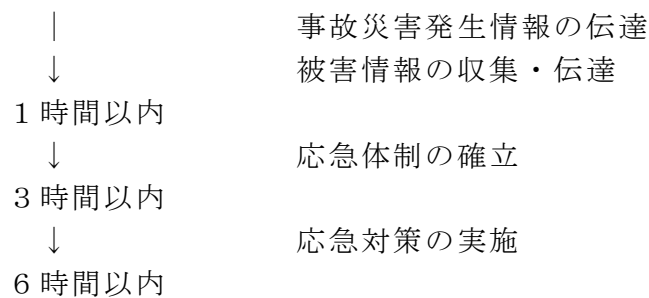 ｜　事故災害発生情報の伝達
↓　被害情報の収集・伝達
１時間以内
↓　応急体制の確立
３時間以内
↓　応急対策の実施
６時間以内